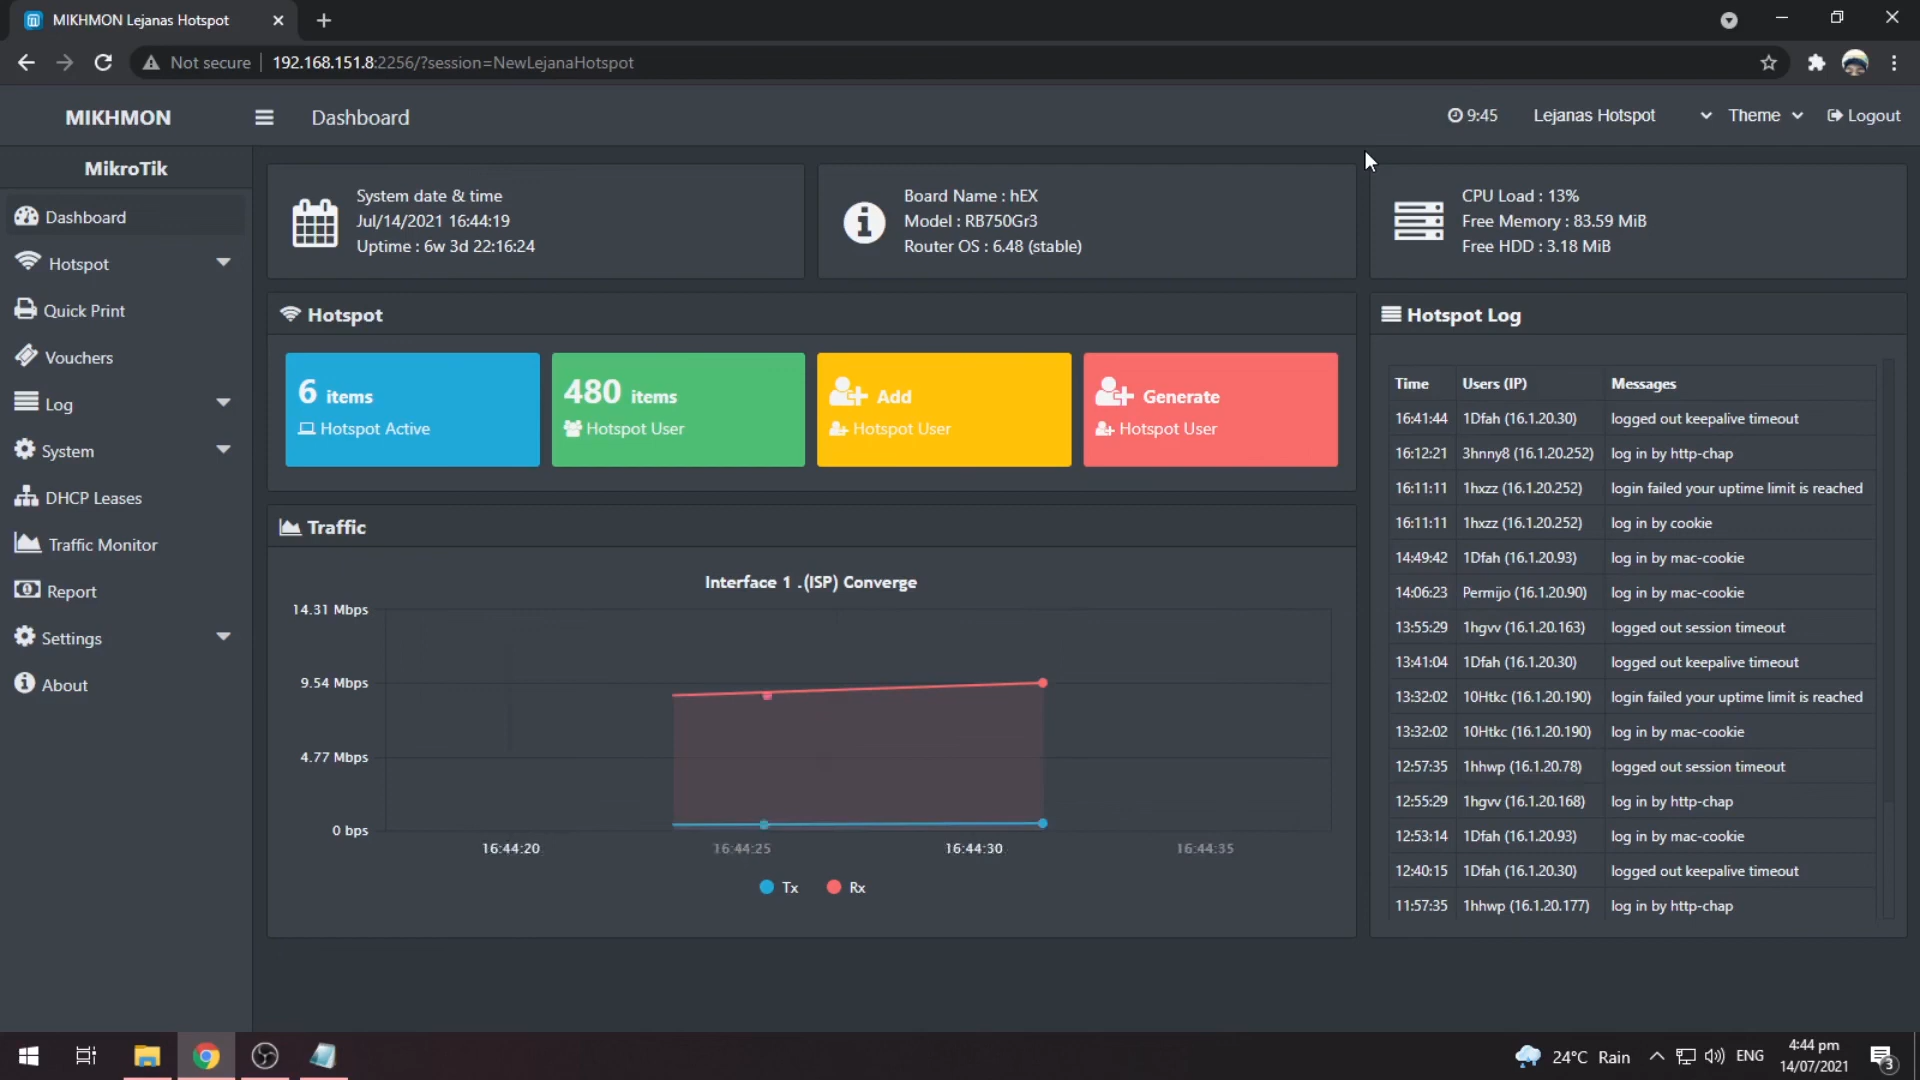 MIKHMON Lejanas Hotspot
Not secure
192.168.151.8:2256/?session=NewLejanaHotspot
MIKHMON
Dashboard
9:45
Lejanas Hotspot
Theme
Logout
MikroTik
Dashboard
Hotspot
Quick Print
Vouchers
Log
System
DHCP Leases
Traffic Monitor
Report
Settings
About
System date & time
Jul/14/2021 16:44:19
Uptime : 6w 3d 22:16:24
Board Name : hEX
Model : RB750Gr3
Router OS : 6.48 (stable)
CPU Load : 13%
Free Memory : 83.59 MiB
Free HDD : 3.18 MiB
Hotspot
6 items
Hotspot Active
480 items
Hotspot User
Add
Hotspot User
Generate
Hotspot User
Traffic
Interface 1 .(ISP) Converge
14.31 Mbps
9.54 Mbps
4.77 Mbps
0 bps
16:44:20 16:44:25 16:44:30 16:44:35
Tx Rx
Hotspot Log
Time Users (IP) Messages
16:41:44 1Dfah (16.1.20.30) logged out keepalive timeout
16:12:21 3hnny8 (16.1.20.252) log in by http-chap
16:11:11 1hxzz (16.1.20.252) login failed your uptime limit is reached
16:11:11 1hxzz (16.1.20.252) log in by cookie
14:49:42 1Dfah (16.1.20.93) log in by mac-cookie
14:06:23 Permijo (16.1.20.90) log in by mac-cookie
13:55:29 1hgvv (16.1.20.163) logged out session timeout
13:41:04 1Dfah (16.1.20.30) logged out keepalive timeout
13:32:02 10Htkc (16.1.20.190) login failed your uptime limit is reached
13:32:02 10Htkc (16.1.20.190) log in by mac-cookie
12:57:35 1hhwp (16.1.20.78) logged out session timeout
12:55:29 1hgvv (16.1.20.168) log in by http-chap
12:53:14 1Dfah (16.1.20.93) log in by mac-cookie
12:40:15 1Dfah (16.1.20.30) logged out keepalive timeout
11:57:35 1hhwp (16.1.20.177) log in by http-chap
24°C Rain
ENG
4:44 pm
14/07/2021
3